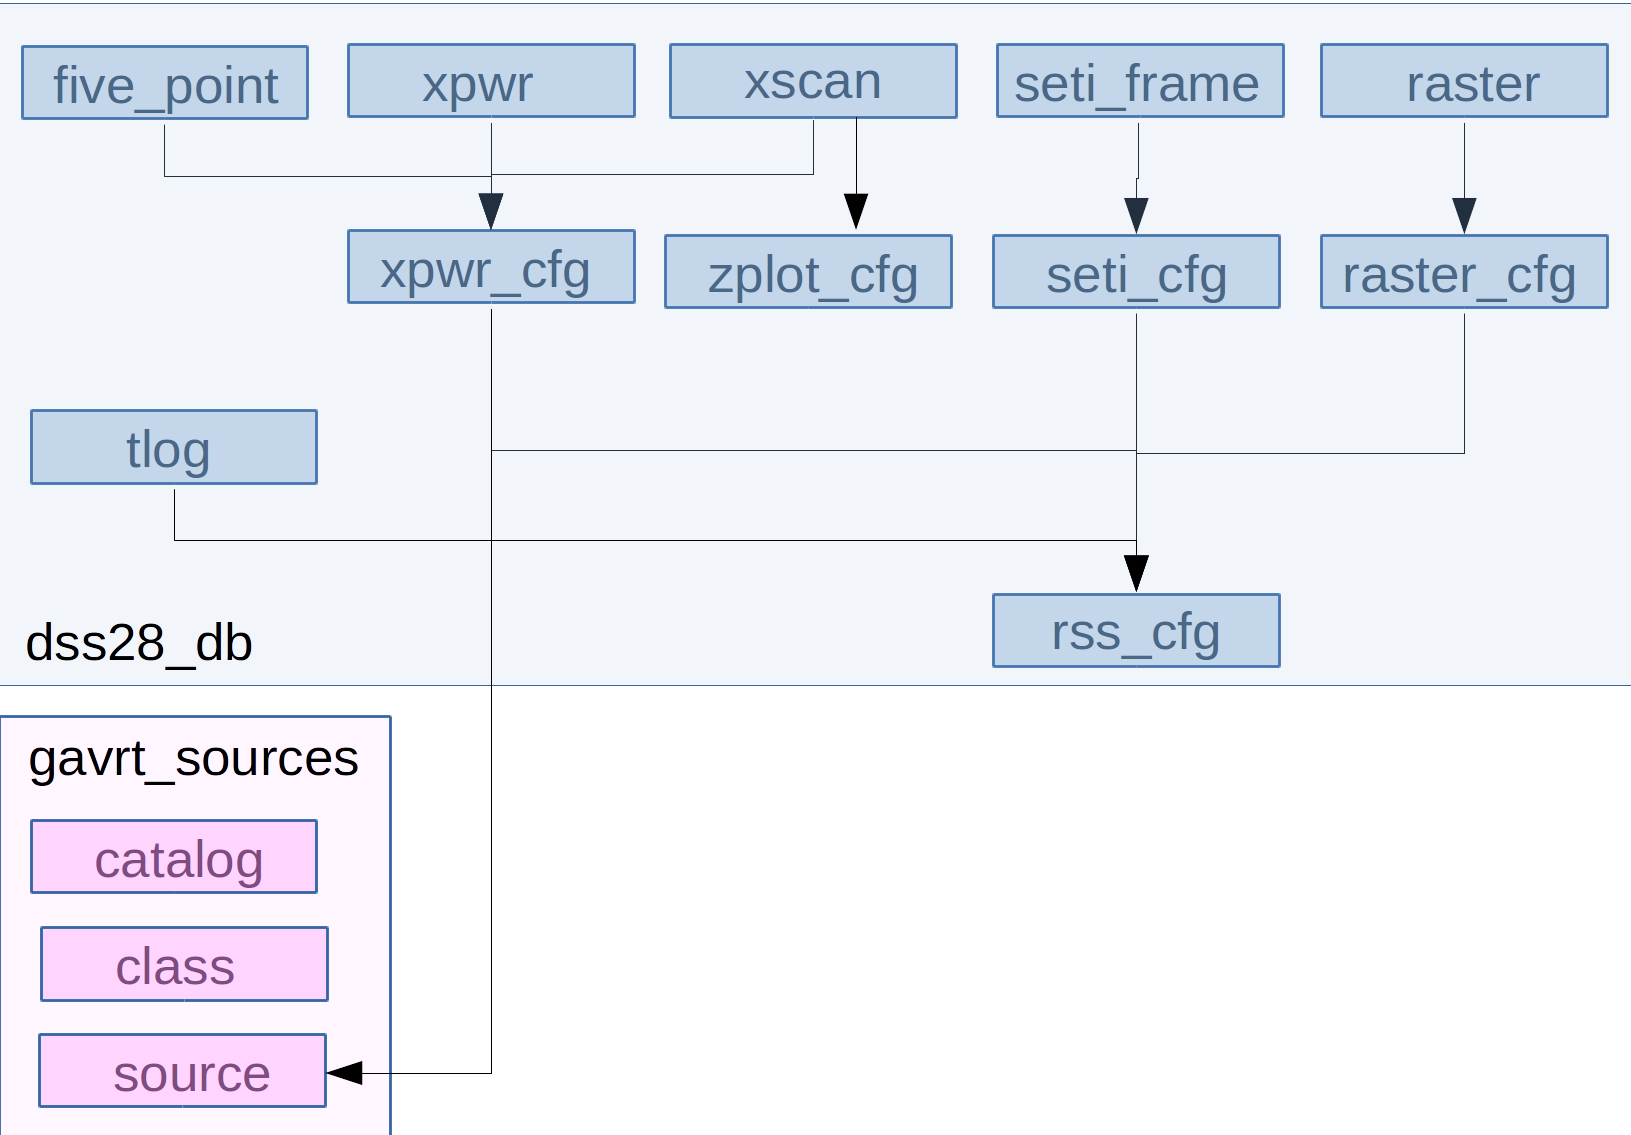 five_point
xpwr
xscan
seti_frame
raster
xpwr_cfg
zplot_cfg
seti_cfg
raster_cfg
tlog
rss_cfg
dss28_db
gavrt_sources
catalog
class
source